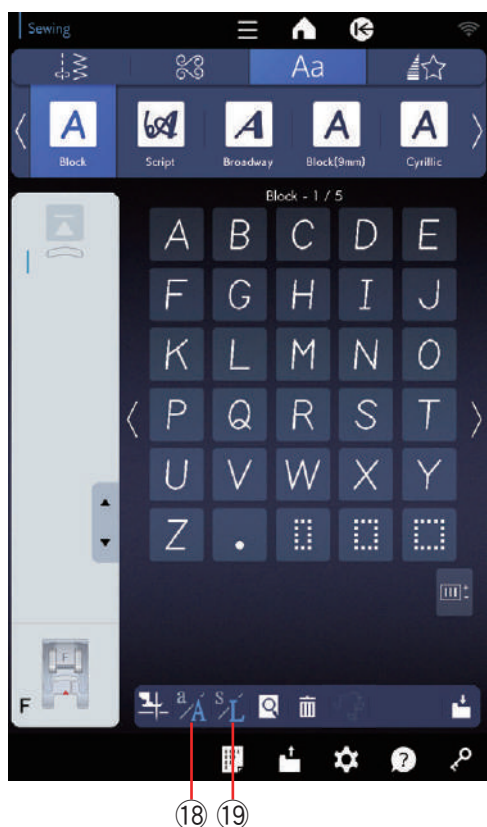 Sewing
Aa
A A A A A
Block Script Broadway Block(9mm) Cyrillic
Block - 1 / 5
A B C D E
F G H I J
K L M N O
P Q R S T
U V W X Y
Z .
F
F
a/A S/L
?
18 19